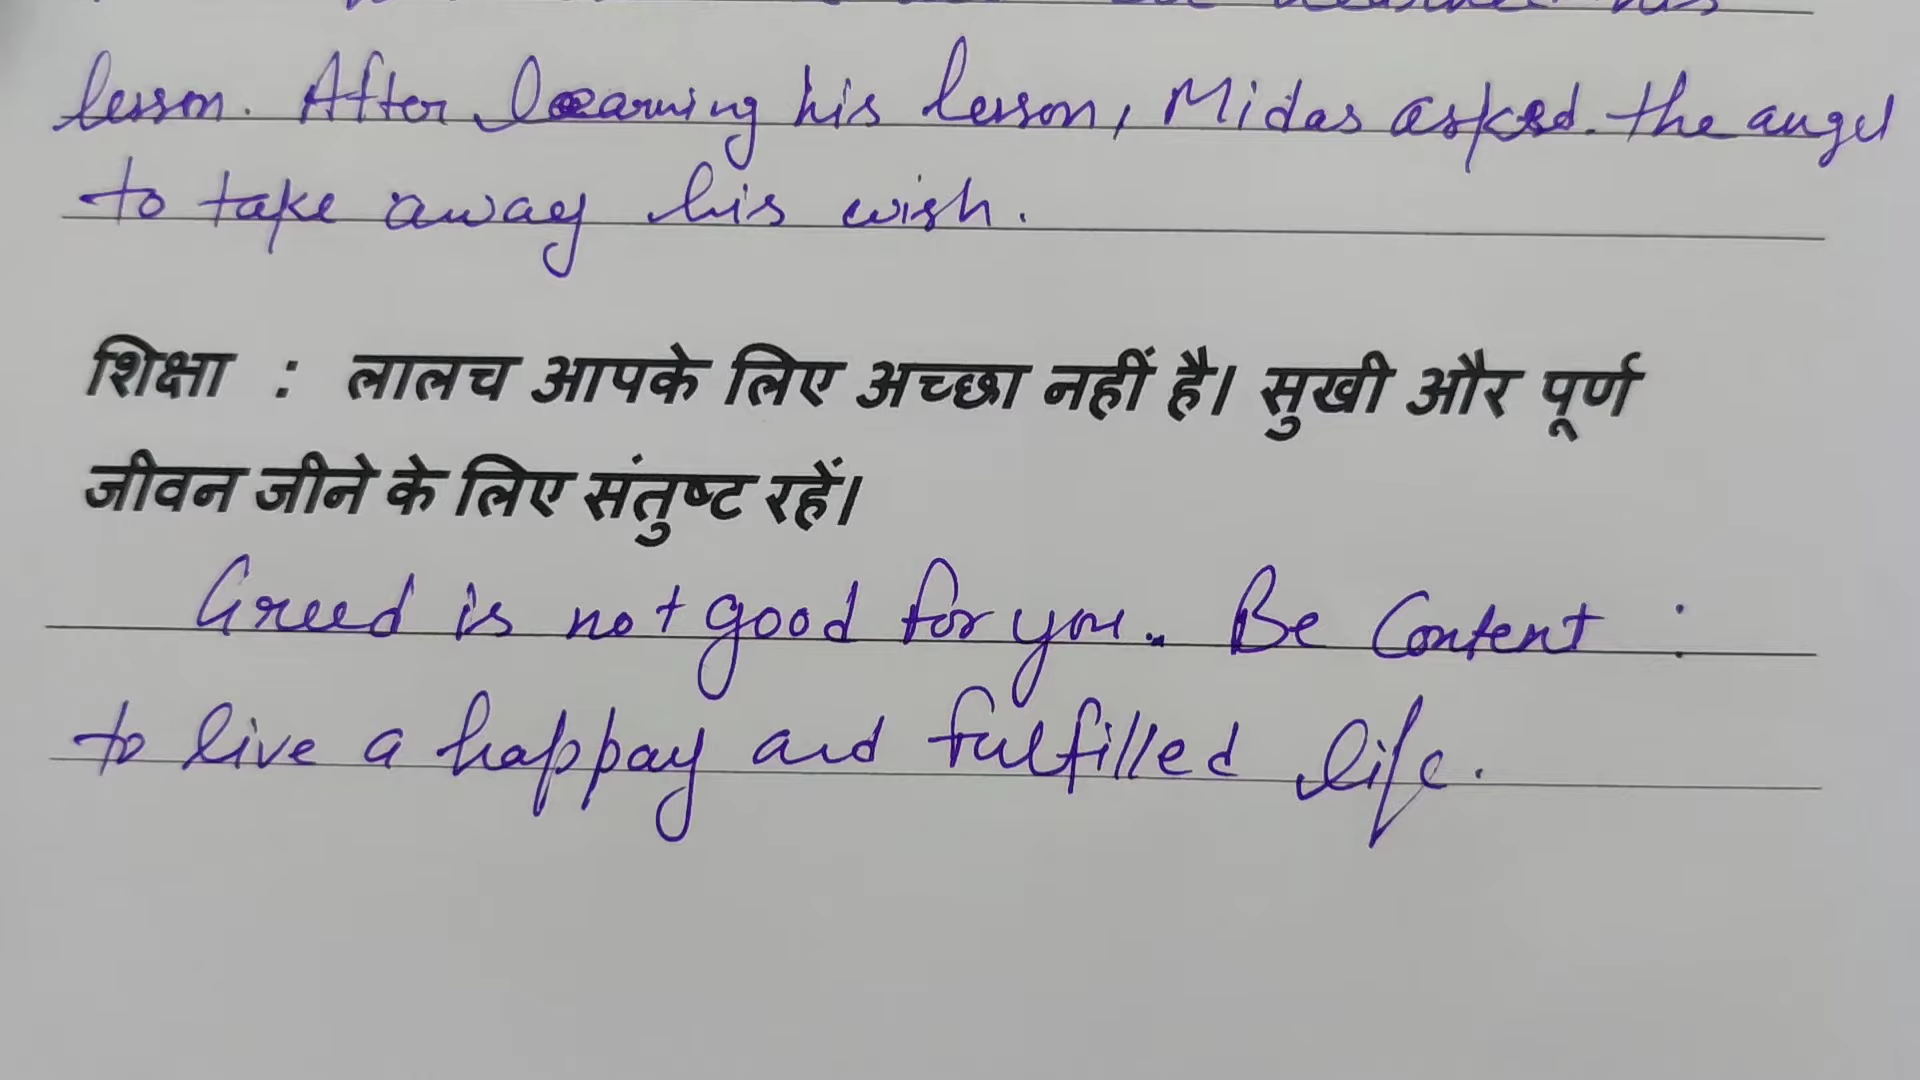 lesson. After learning his lesson, Midas asked the angel
to take away his wish.
शिक्षा : लालच आपके लिए अच्छा नहीं है। सुखी और पूर्ण
जीवन जीने के लिए संतुष्ट रहें।
Greed is not good for you. Be Content :
to live a happay and fulfilled life.